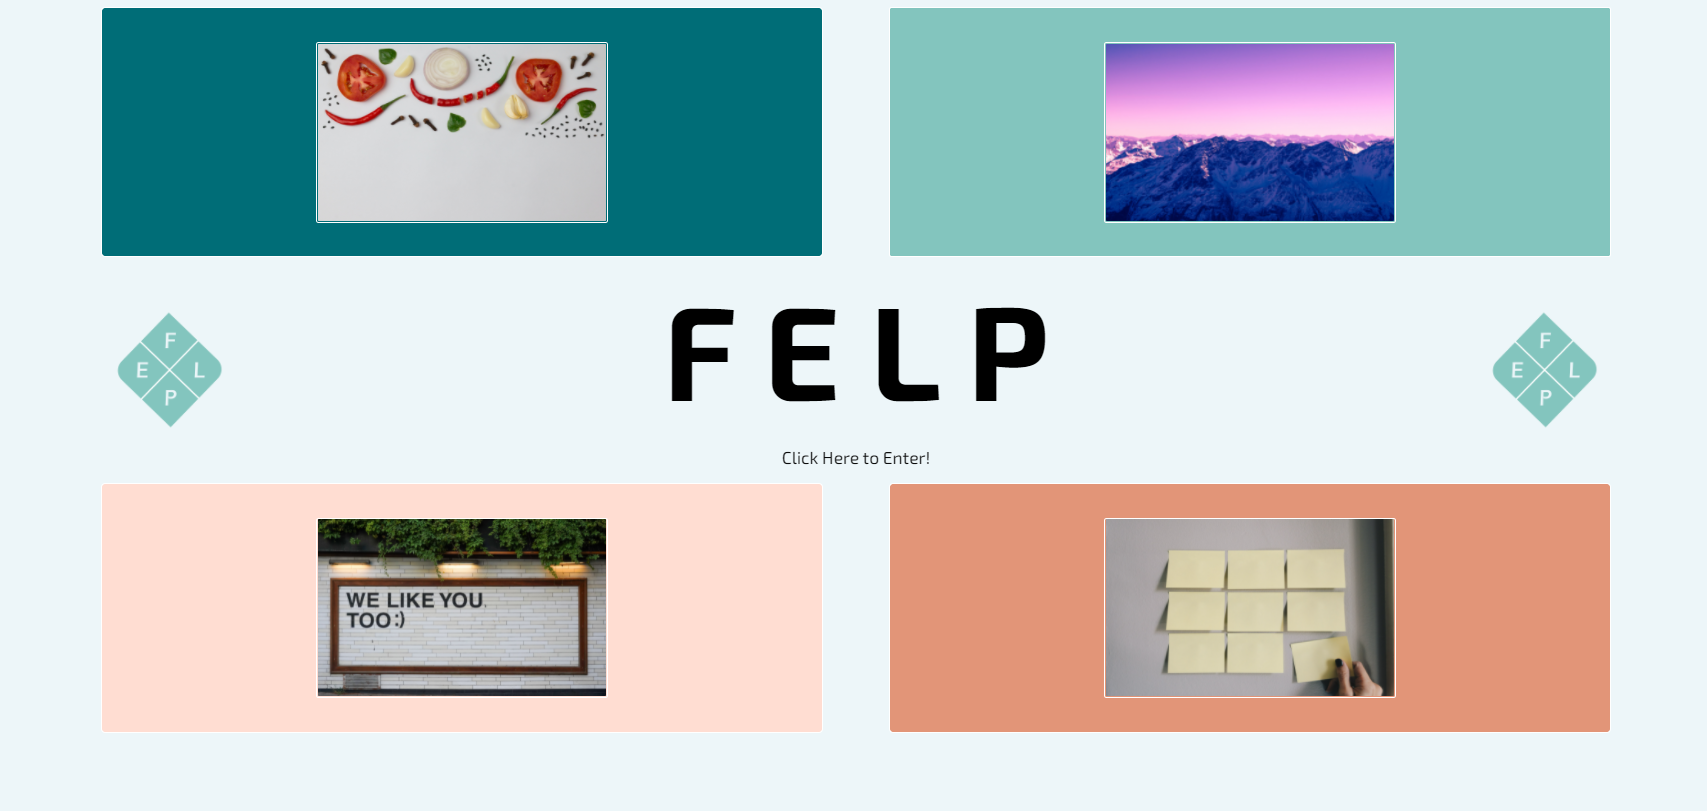 F
E L
P
FELP
F
E L
P
Click Here to Enter!
WE LIKE YOU.
TOO :)